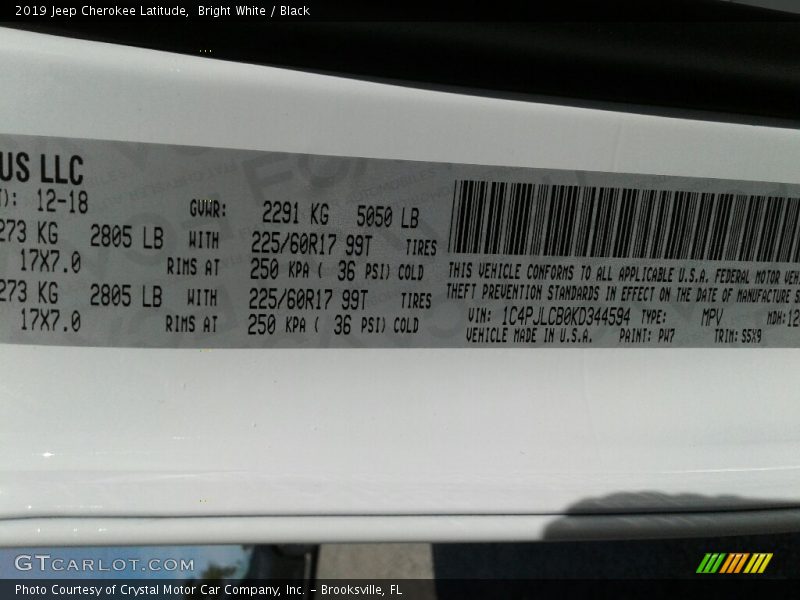 2019 Jeep Cherokee Latitude, Bright White / Black
US LLC
T): 12-18
GVWR: 2291 KG 5050 LB
273 KG 2805 LB WITH 225/60R17 99T TIRES
17X7.0 RIMS AT 250 KPA ( 36 PSI) COLD
273 KG 2805 LB WITH 225/60R17 99T TIRES
17X7.0 RIMS AT 250 KPA ( 36 PSI) COLD
THIS VEHICLE CONFORMS TO ALL APPLICABLE U.S.A. FEDERAL MOTOR VEH
THEFT PREVENTION STANDARDS IN EFFECT ON THE DATE OF MANUFACTURE S
VIN: 1C4PJLCB0KD344594 TYPE: MPV MDH: 12
VEHICLE MADE IN U.S.A. PAINT: PW7 TRIM: S5X9
GTCARLOT.COM
Photo Courtesy of Crystal Motor Car Company, Inc. – Brooksville, FL